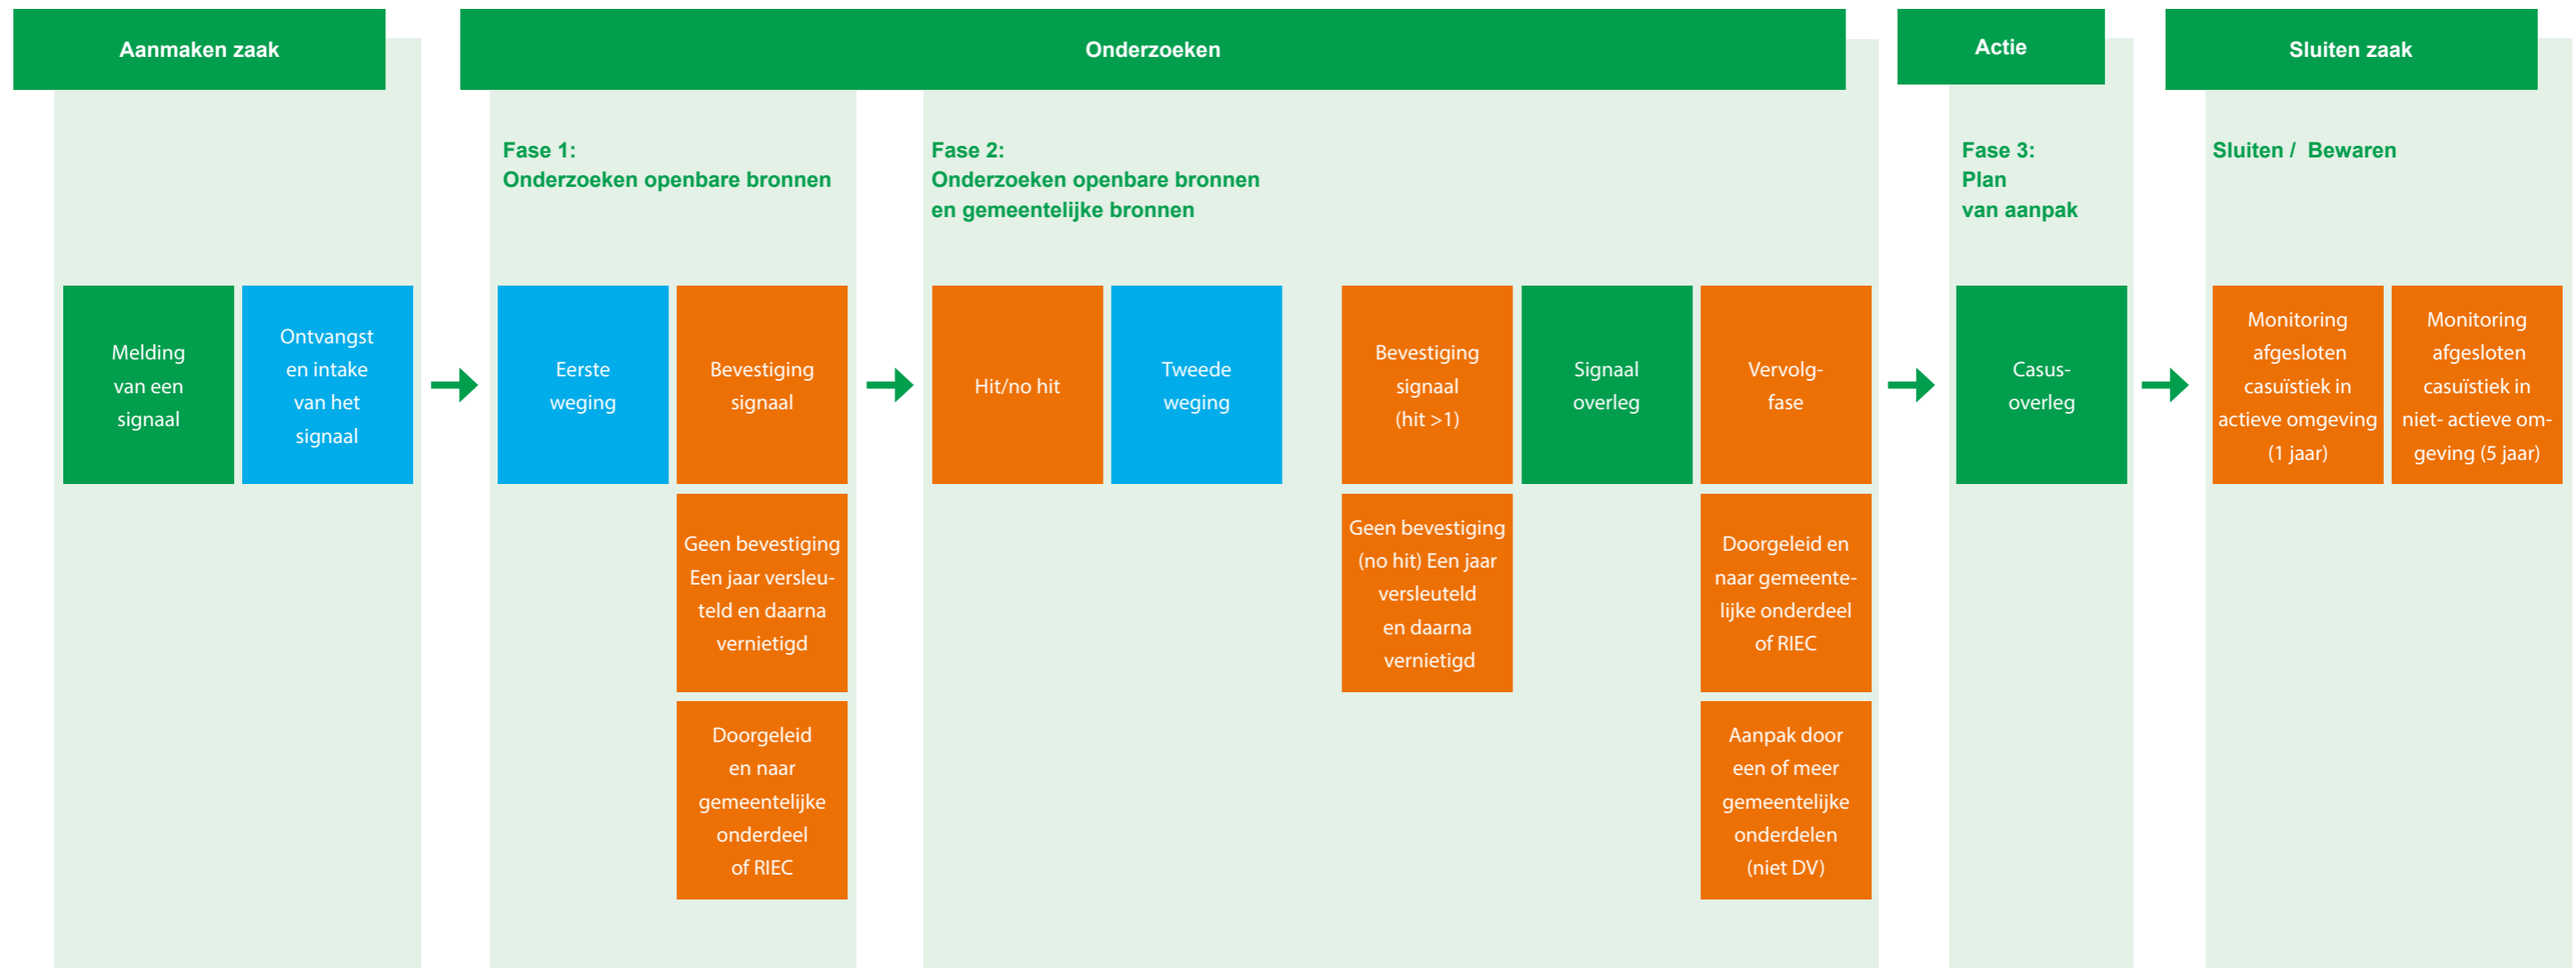 Aanmaken zaak
Onderzoeken
Actie
Sluiten zaak
Fase 1:
Onderzoeken openbare bronnen
Fase 2:
Onderzoeken openbare bronnen
en gemeentelijke bronnen
Fase 3:
Plan
van aanpak
Sluiten / Bewaren
Melding
van een
signaal
Ontvangst
en intake
van het
signaal
Eerste
weging
Bevestiging
signaal
Geen bevestiging
Een jaar versleu-
teld en daarna
vernietigd
Doorgeleid
en naar
gemeentelijke
onderdeel
of RIEC
Hit/no hit
Tweede
weging
Bevestiging
signaal
(hit >1)
Geen bevestiging
(no hit) Een jaar
versleuteld
en daarna
vernietigd
Signaal
overleg
Vervolg-
fase
Doorgeleid en
naar gemeente-
lijke onderdeel
of RIEC
Aanpak door
een of meer
gemeentelijke
onderdelen
(niet DV)
Casus-
overleg
Monitoring
afgesloten
casuïstiek in
actieve omgeving
(1 jaar)
Monitoring
afgesloten
casuïstiek in
niet- actieve om-
geving (5 jaar)